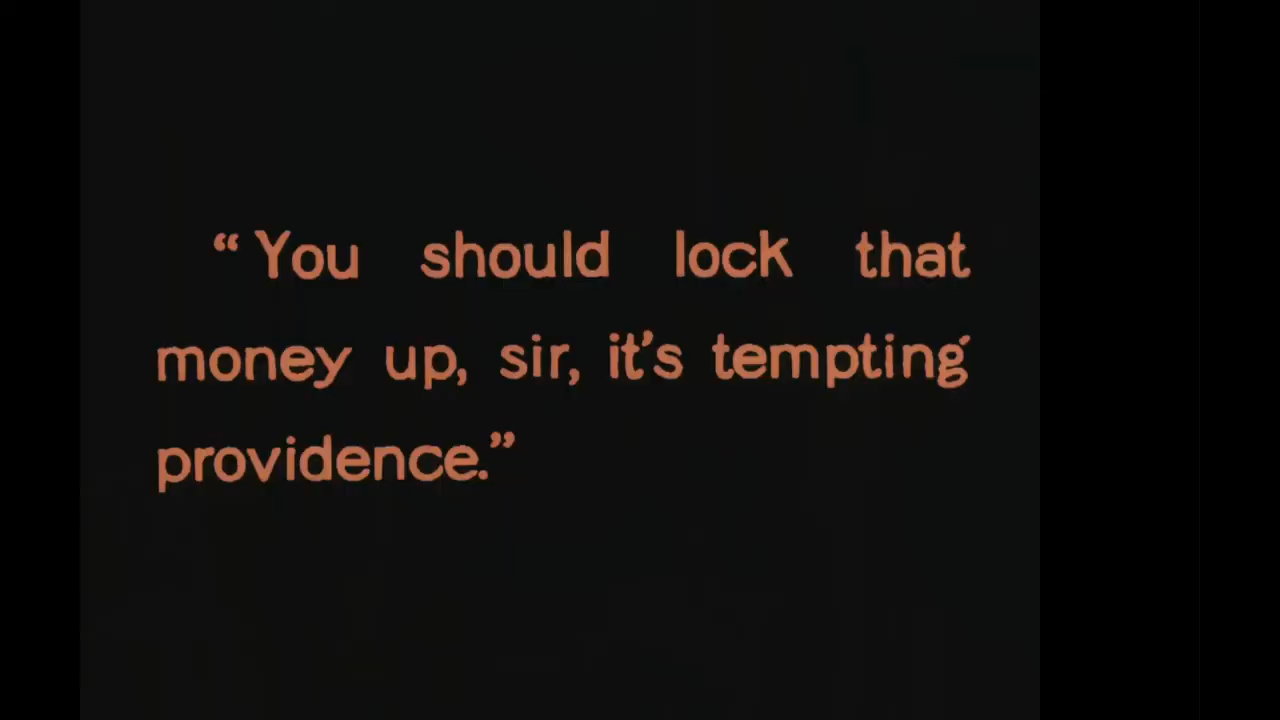 “You should lock that
money up, sir, it’s tempting
providence.”